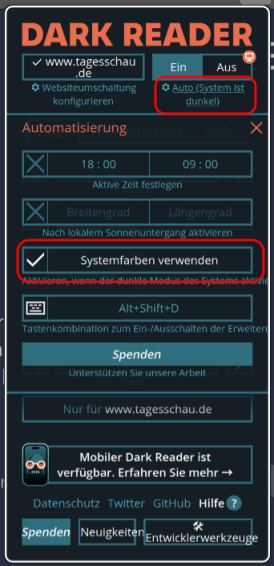 DARK READER
www.tagesschau
.de
Ein
Aus
Websiteumschaltung
konfigurieren
Auto (System ist
dunkel)
Automatisierung
18 : 00
09 : 00
Aktive Zeit festlegen
Breitengrad
Längengrad
Nach lokalem Sonnenuntergang aktivieren
Systemfarben verwenden
Aktivieren, wenn der dunkle Modus des Systems aktivie
Alt+Shift+D
Tastenkombination zum Ein-/Ausschalten der Erweiter
Spenden
Unterstützen Sie unsere Arbeit
Nur für www.tagesschau.de
Mobiler Dark Reader ist
verfügbar. Erfahren Sie mehr →
Datenschutz Twitter GitHub Hilfe ?
Spenden
Neuigkeiten
Entwicklerwerkzeuge